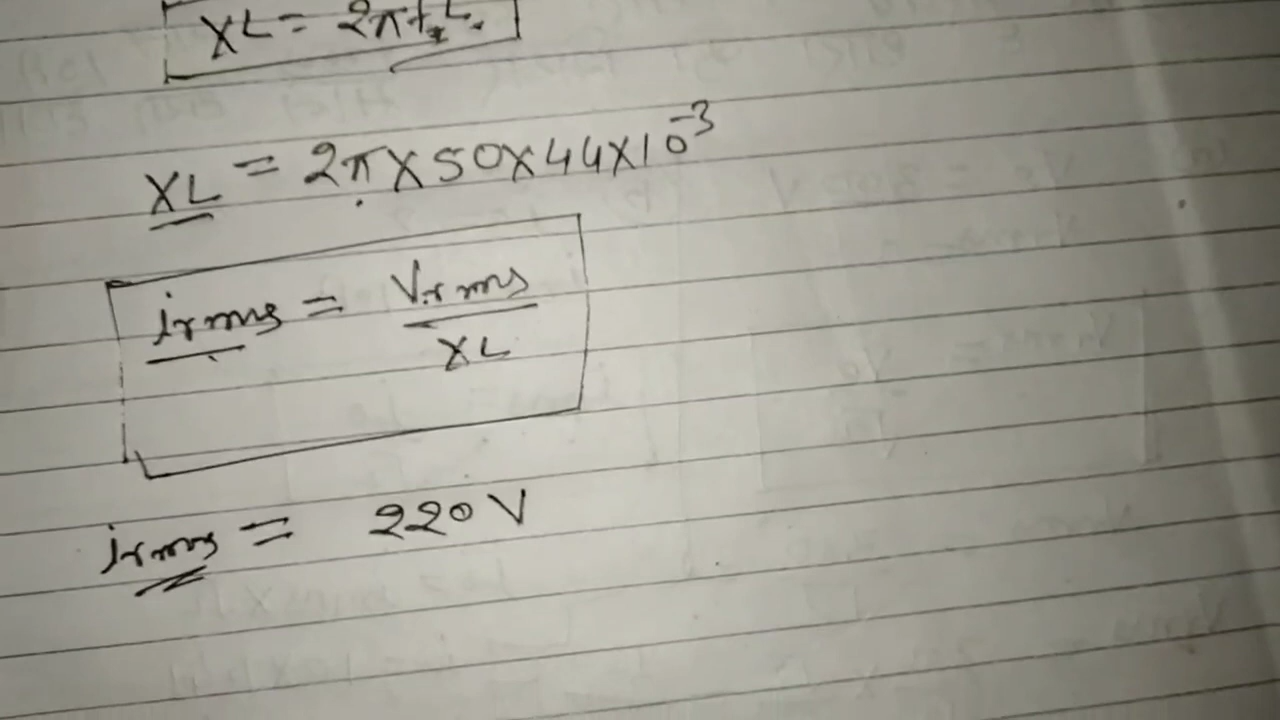 XL = 2πfL.
XL = 2π×50×44×10⁻³
irms = Vrms / XL
irms = 220 V